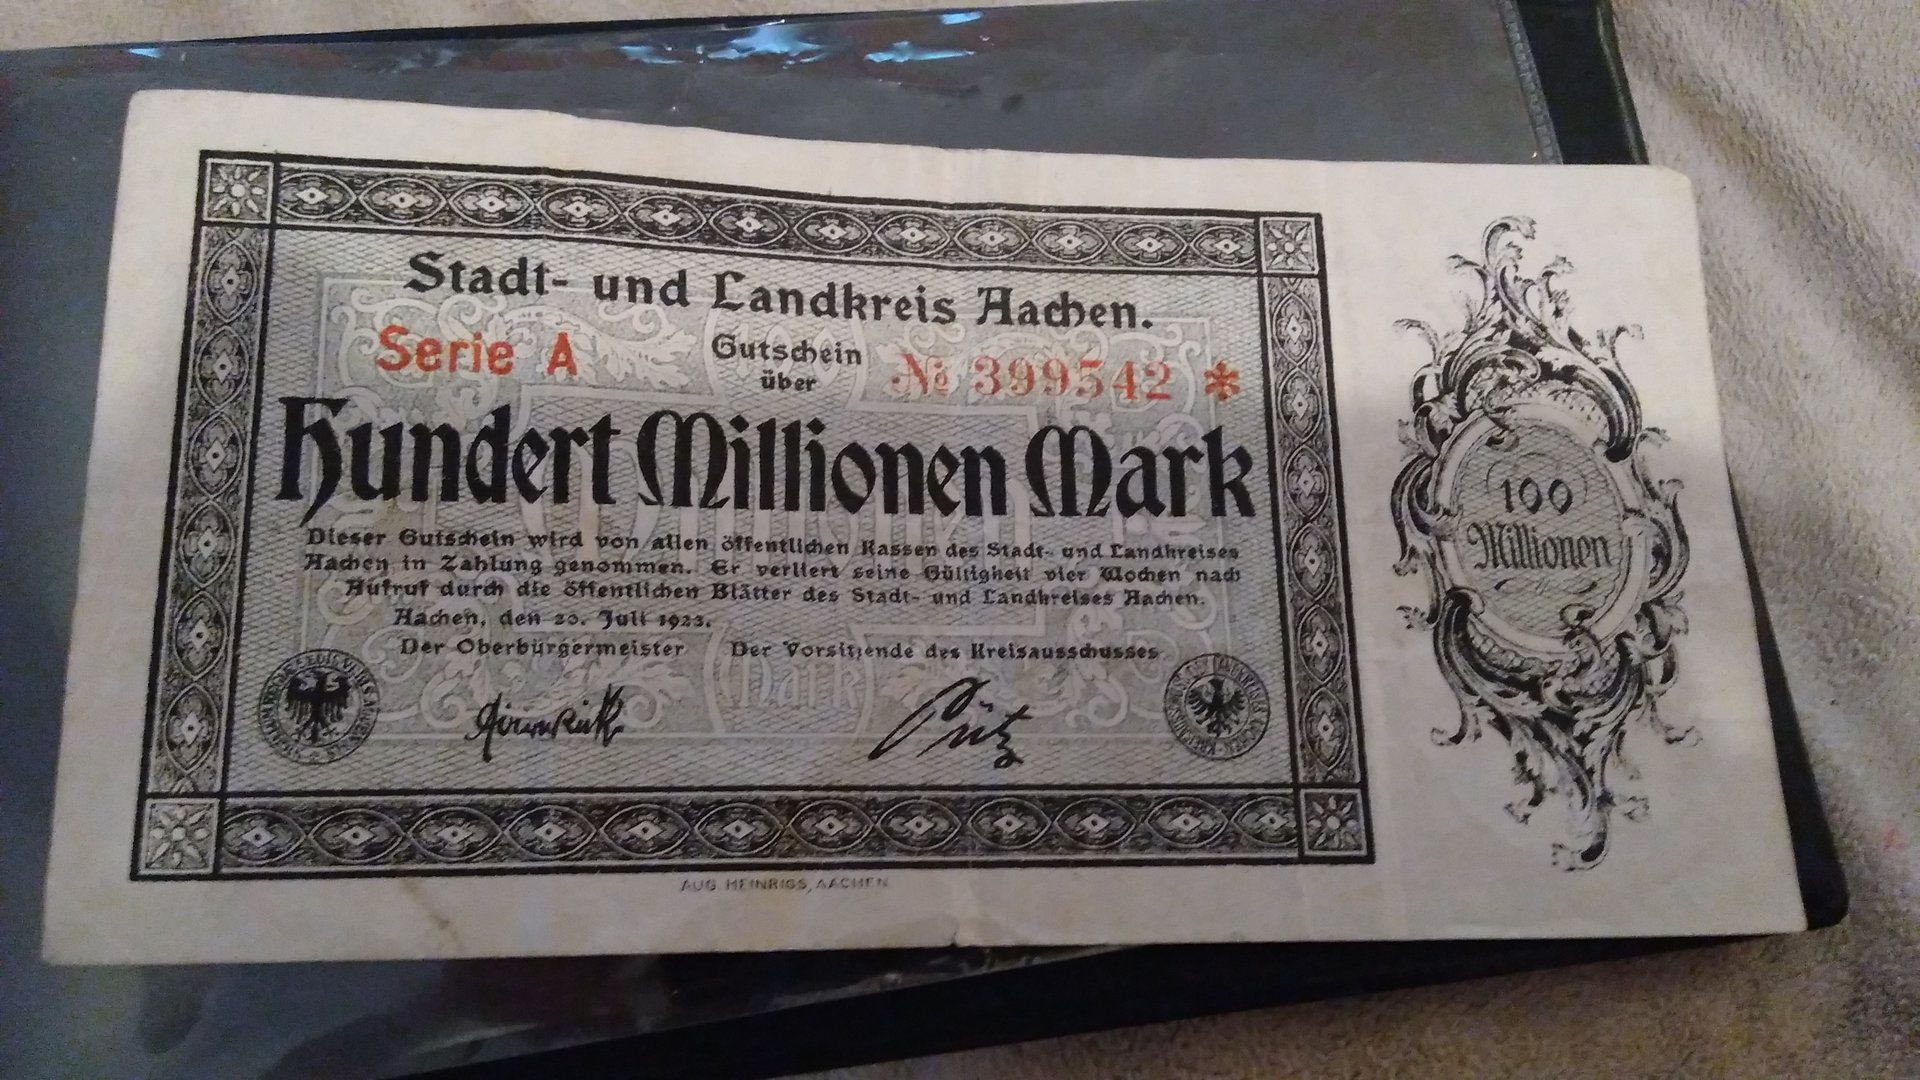 Stadt- und Landkreis Aachen.
Serie A
Gutschein
über
№ 399542 *
Hundert Millionen Mark
Dieser Gutschein wird von allen öffentlichen Kassen des Stadt- und Landkreises
Aachen in Zahlung genommen. Er verliert seine Gültigkeit vier Wochen nach
Aufruf durch die öffentlichen Blätter des Stadt- und Landkreises Aachen.
Aachen, den 20. Juli 1923.
Der Oberbürgermeister
Der Vorsitzende des Kreisausschusses
Pütz
Mark
AUG. HEINRIGS, AACHEN
100
Millionen